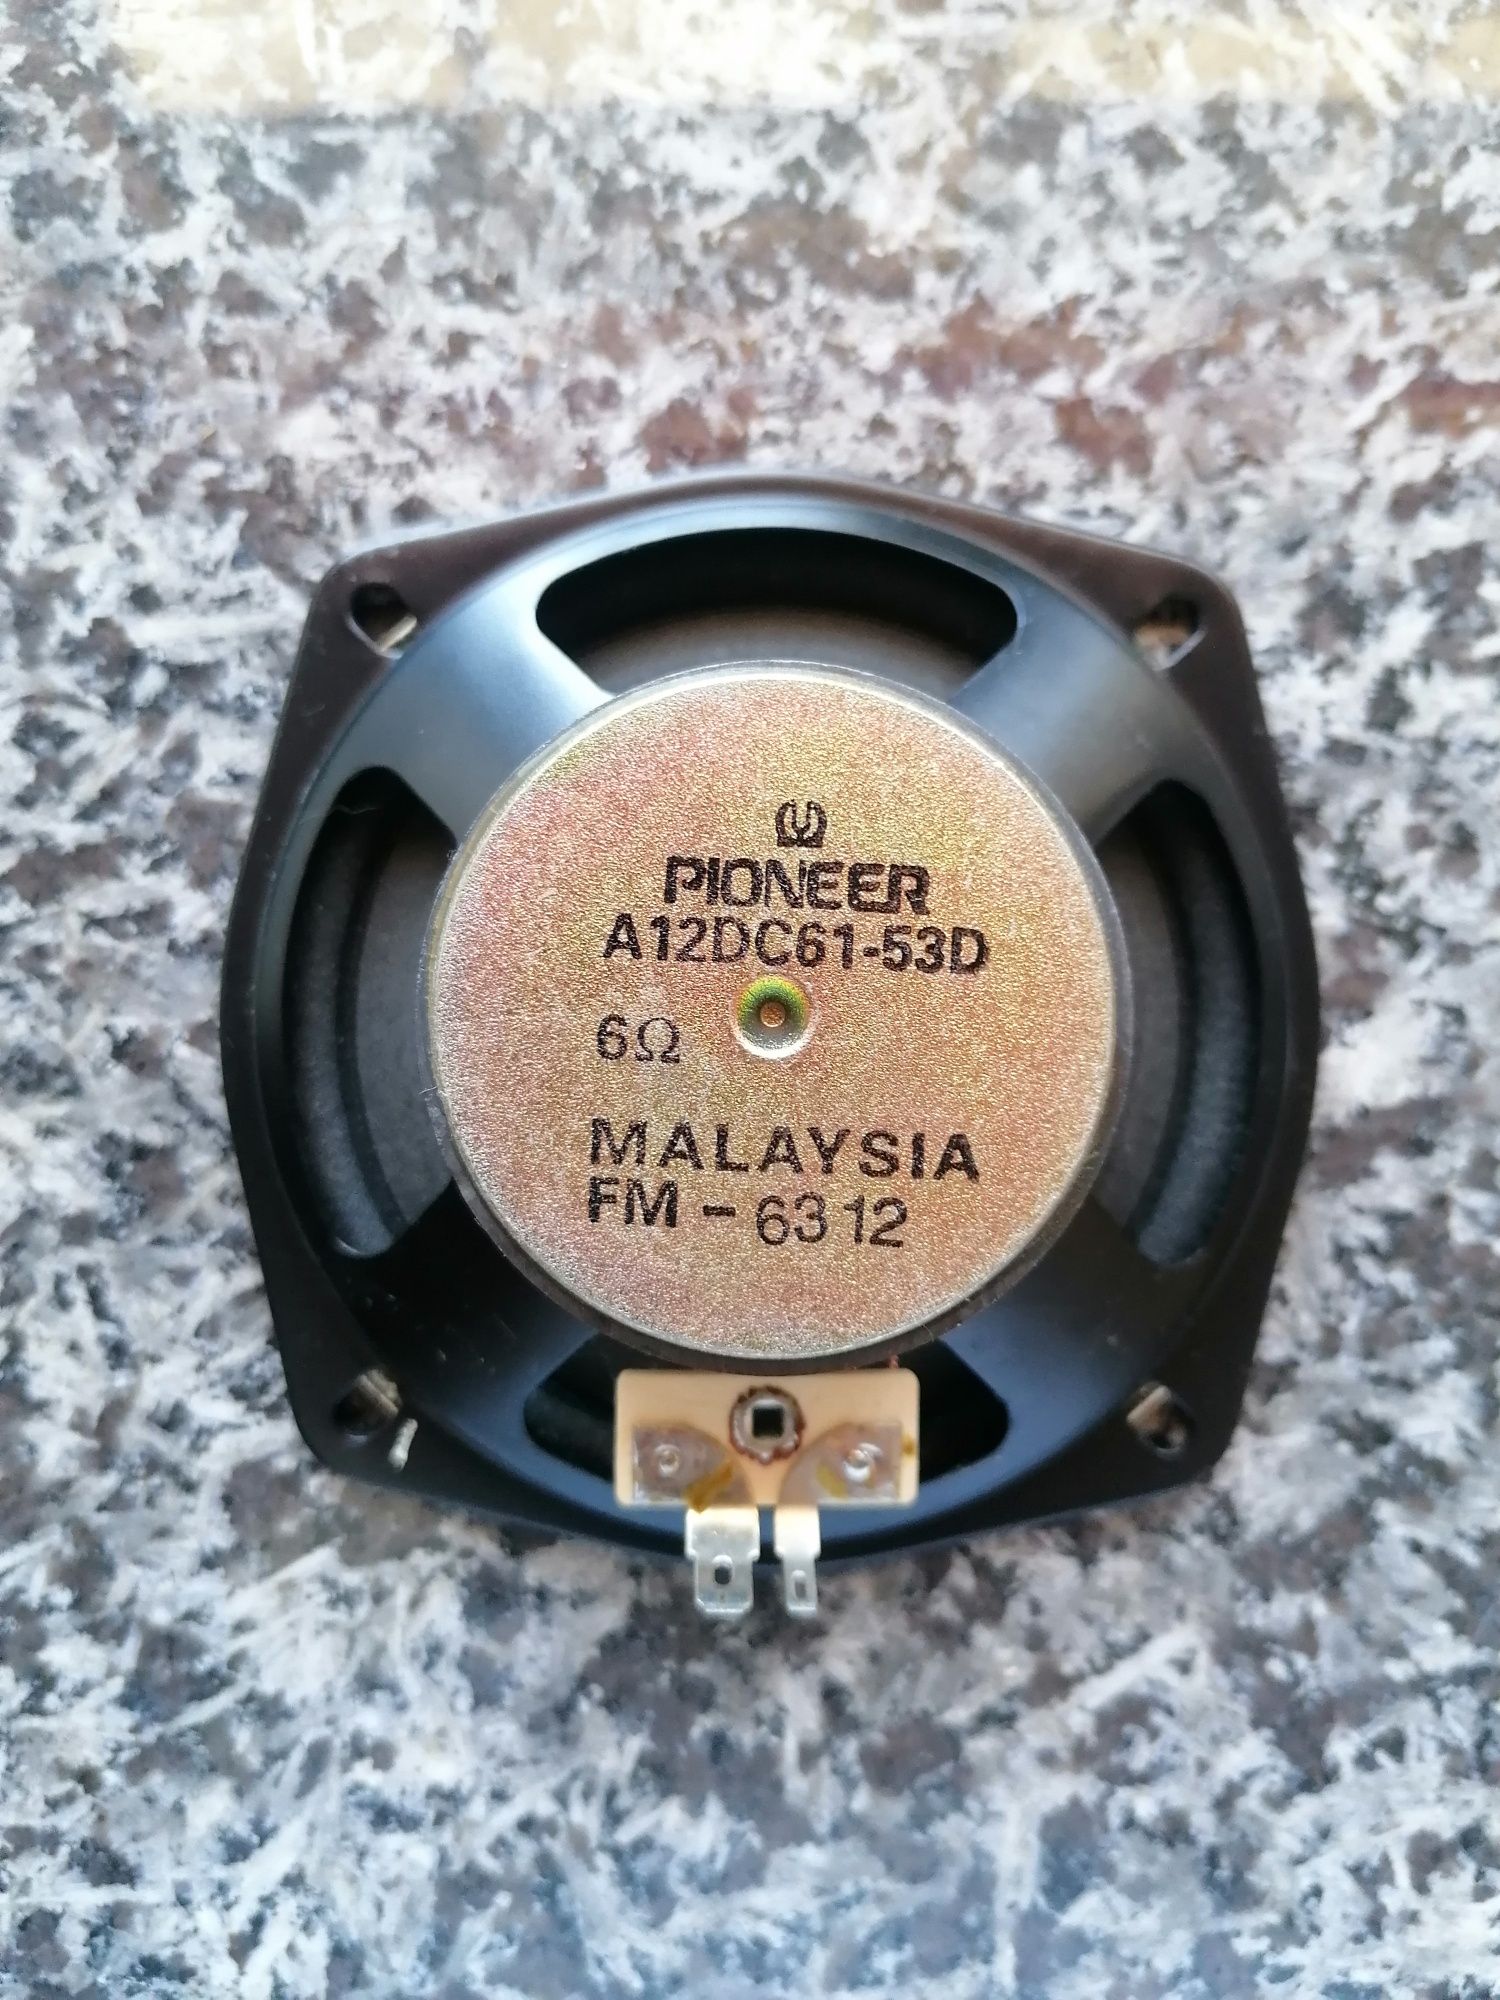 PIONEER
A12DC61-53D
6Ω
MALAYSIA
FM - 6312